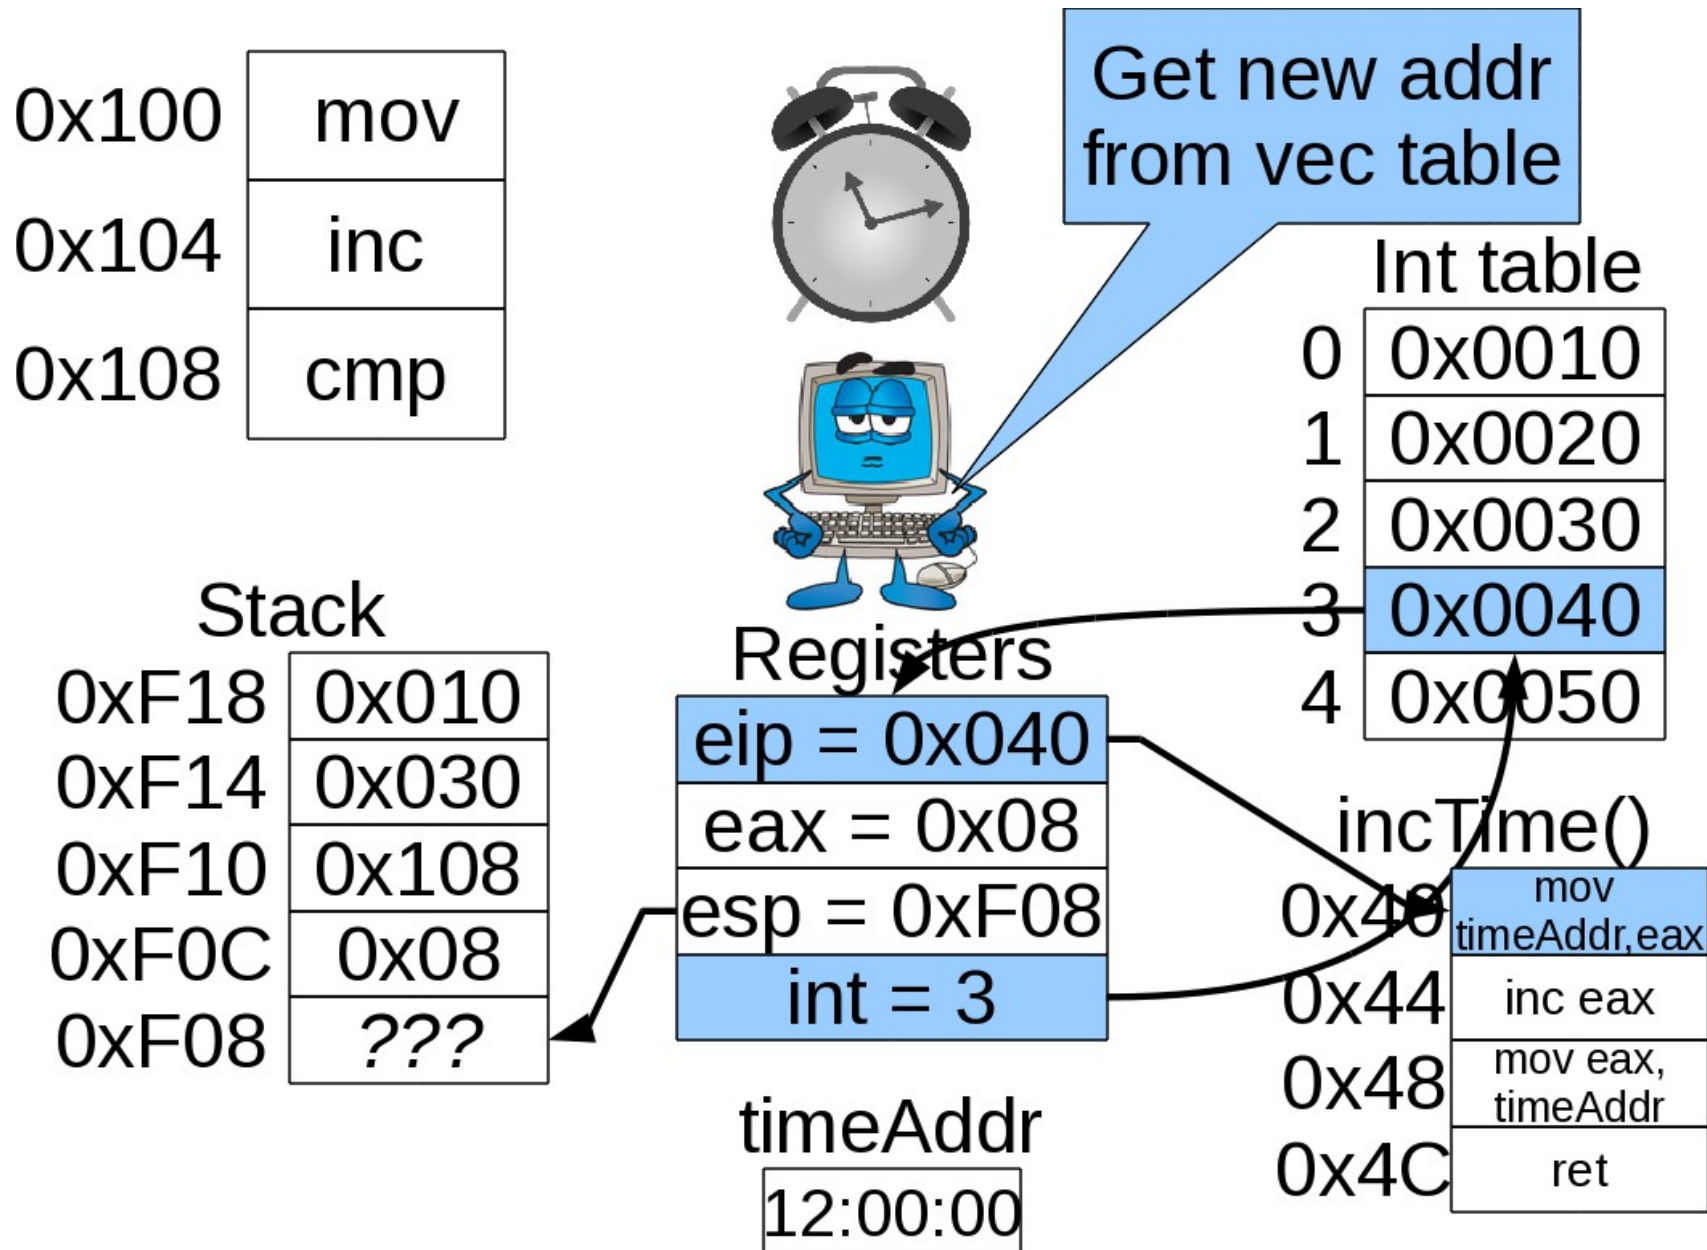 0x100 mov
0x104 inc
0x108 cmp
Get new addr
from vec table
Int table
0 0x0010
1 0x0020
2 0x0030
3 0x0040
4 0x0050
Stack
0xF18 0x010
0xF14 0x030
0xF10 0x108
0xF0C 0x08
0xF08 ???
Registers
eip = 0x040
eax = 0x08
esp = 0xF08
int = 3
timeAddr
12:00:00
incTime()
0x40 mov
timeAddr,eax
0x44 inc eax
0x48 mov eax,
timeAddr
0x4C ret